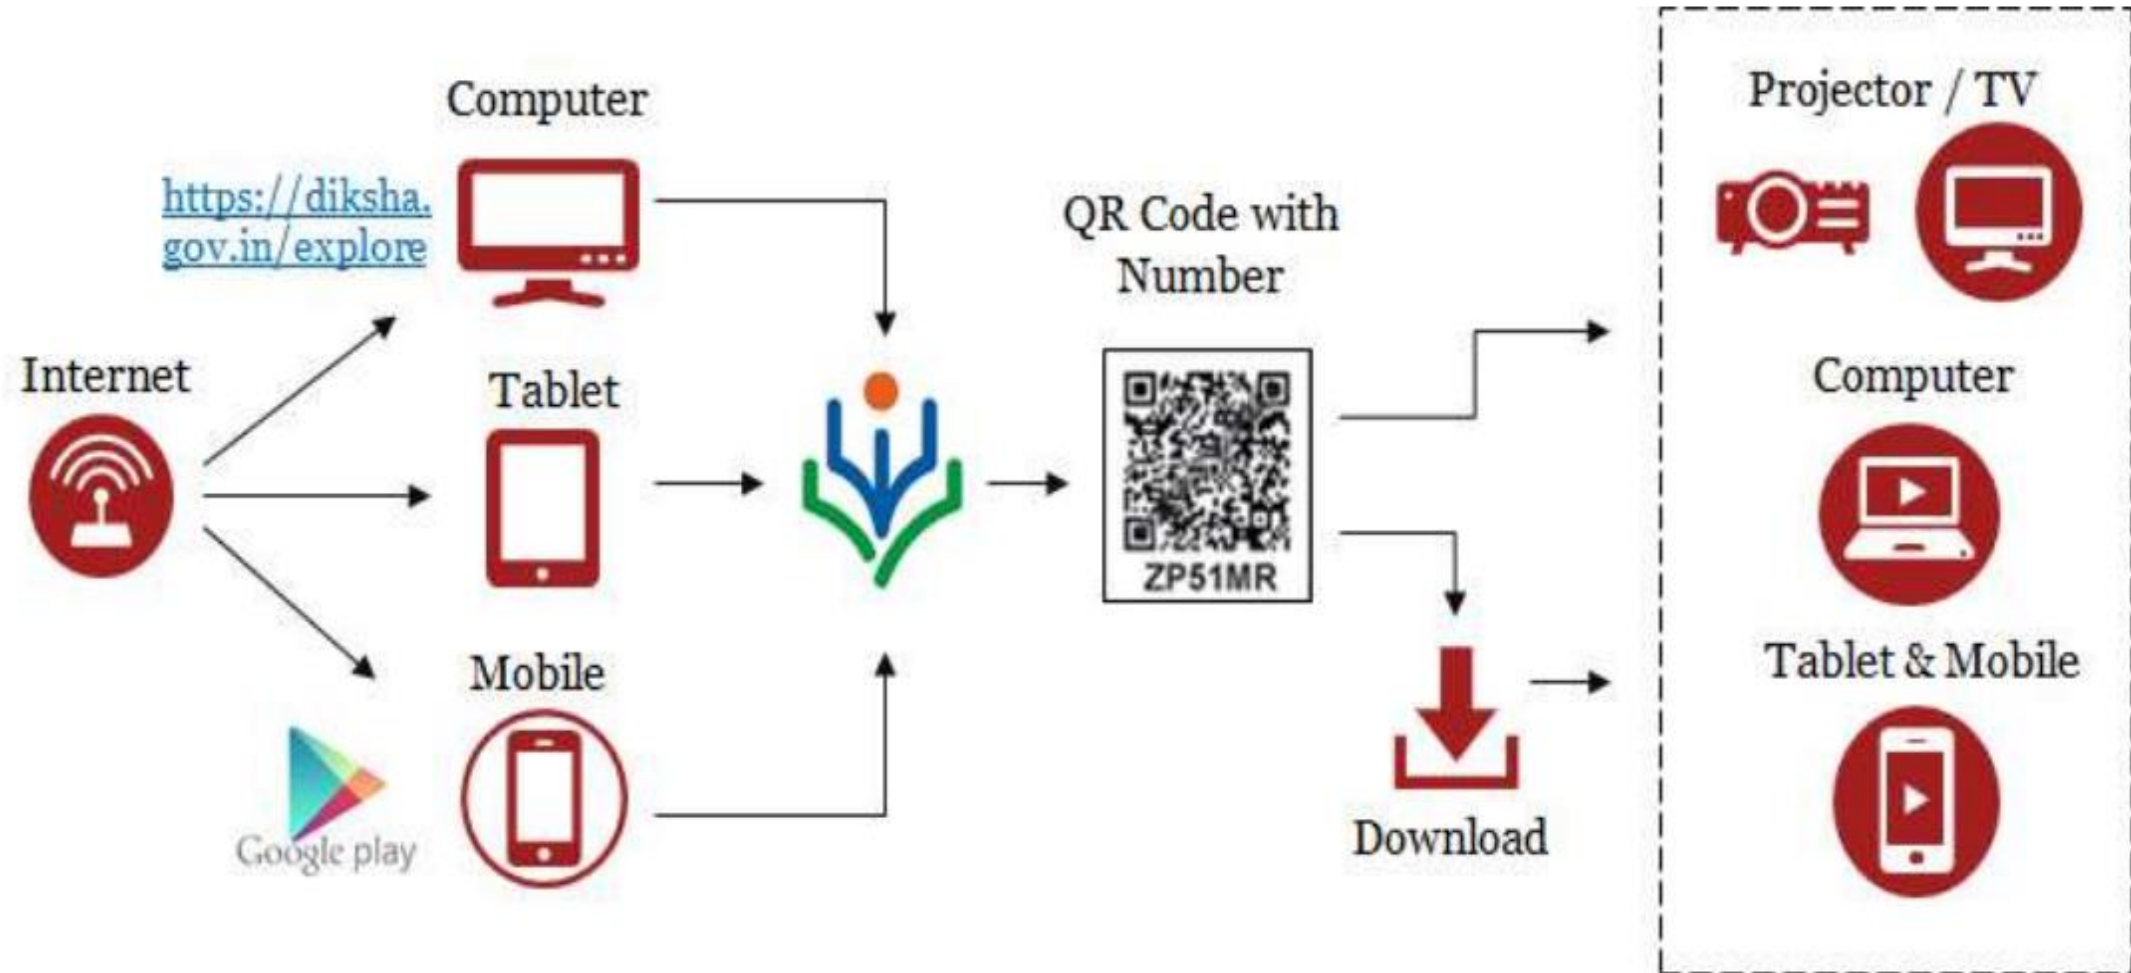 Computer
https://diksha.
gov.in/explore
Internet
Tablet
Mobile
Google play
QR Code with
Number
ZP51MR
Download
Projector / TV
Computer
Tablet & Mobile